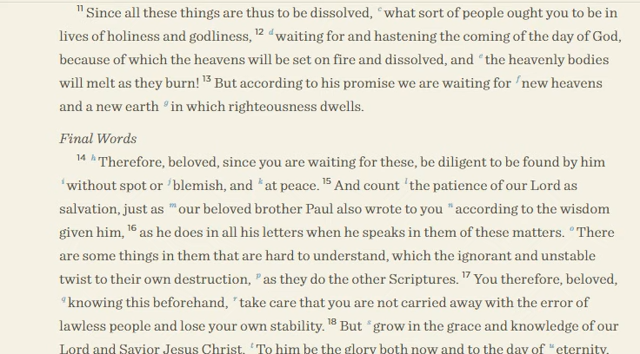 11 Since all these things are thus to be dissolved, c what sort of people ought you to be in
lives of holiness and godliness, 12 d waiting for and hastening the coming of the day of God,
because of which the heavens will be set on fire and dissolved, and e the heavenly bodies
will melt as they burn! 13 But according to his promise we are waiting for f new heavens
and a new earth g in which righteousness dwells.
Final Words
14 h Therefore, beloved, since you are waiting for these, be diligent to be found by him
i without spot or j blemish, and k at peace. 15 And count l the patience of our Lord as
salvation, just as m our beloved brother Paul also wrote to you n according to the wisdom
given him, 16 as he does in all his letters when he speaks in them of these matters. o There
are some things in them that are hard to understand, which the ignorant and unstable
twist to their own destruction, p as they do the other Scriptures. 17 You therefore, beloved,
q knowing this beforehand, r take care that you are not carried away with the error of
lawless people and lose your own stability. 18 But s grow in the grace and knowledge of our
Lord and Savior Jesus Christ. t To him be the glory both now and to the day of u eternity.